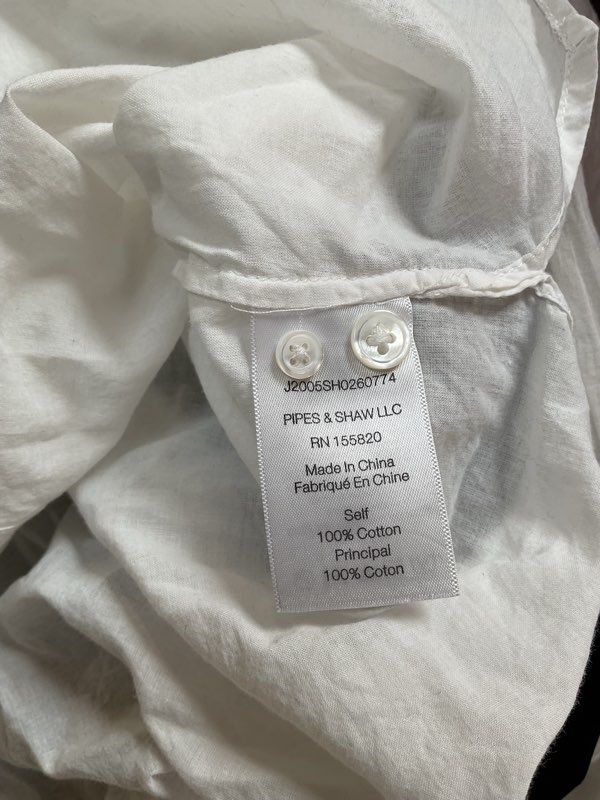 J2005SH0260774
PIPES & SHAW LLC
RN 155820
Made In China
Fabriqué En Chine
Self
100% Cotton
Principal
100% Coton